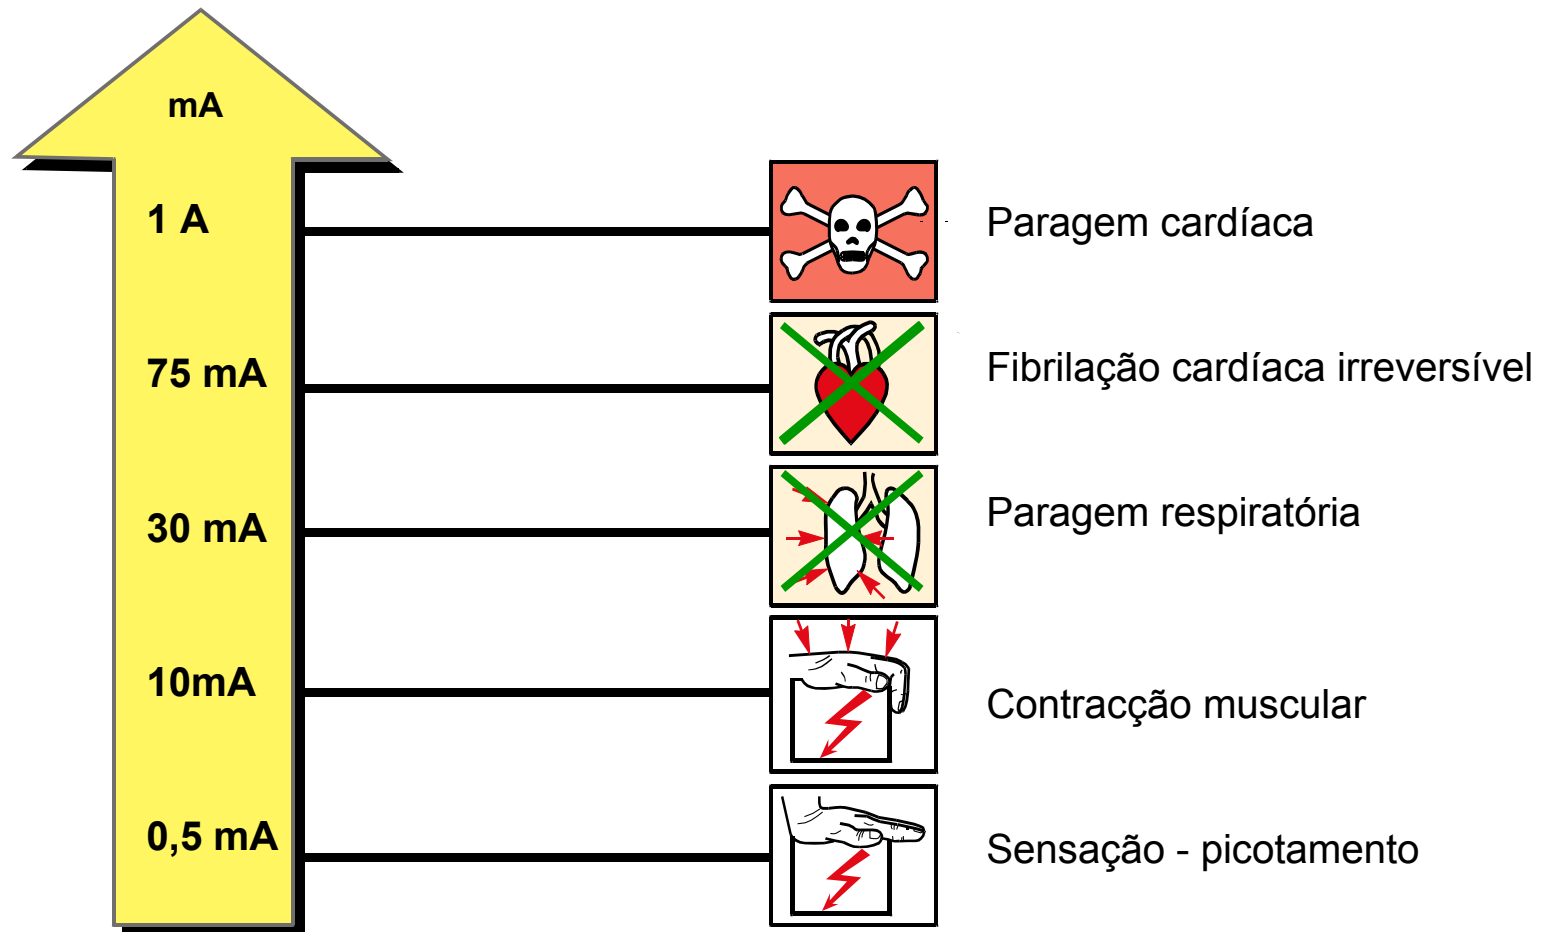 mA
1 A
Paragem cardíaca
75 mA
Fibrilação cardíaca irreversível
30 mA
Paragem respiratória
10mA
Contracção muscular
0,5 mA
Sensação - picotamento